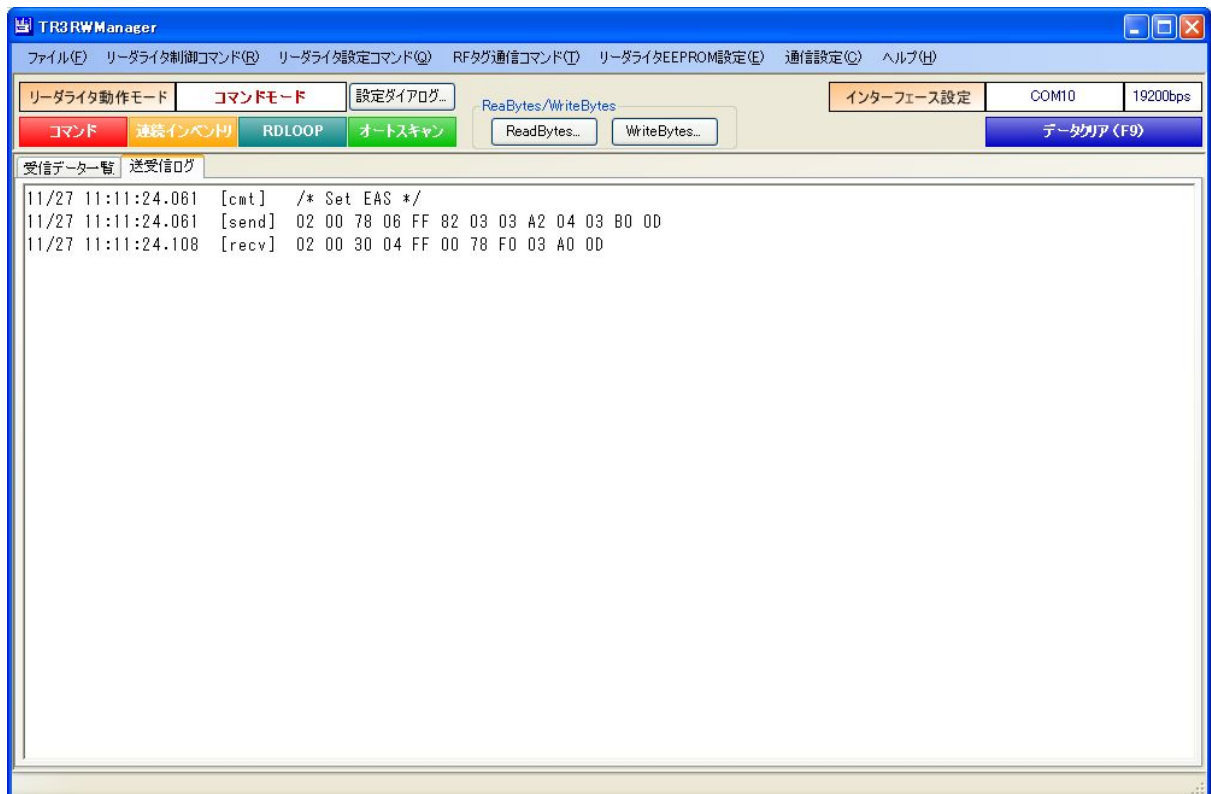 TR3RWManager
ファイル(F) リーダライタ制御コマンド(R) リーダライタ設定コマンド(Q) RFタグ通信コマンド(T) リーダライタEEPROM設定(E) 通信設定(C) ヘルプ(H)
リーダライタ動作モード コマンドモード 設定ダイアログ... ReaBytes/WriteBytes インターフェース設定 COM10 19200bps
コマンド 連続インベントリ RDLOOP オートスキャン ReadBytes... WriteBytes... データクリア(F9)
受信データ一覧 送受信ログ
11/27 11:11:24.061 [cmt] /* Set EAS */
11/27 11:11:24.061 [send] 02 00 78 06 FF 82 03 03 A2 04 03 B0 0D
11/27 11:11:24.108 [recv] 02 00 30 04 FF 00 78 F0 03 A0 0D